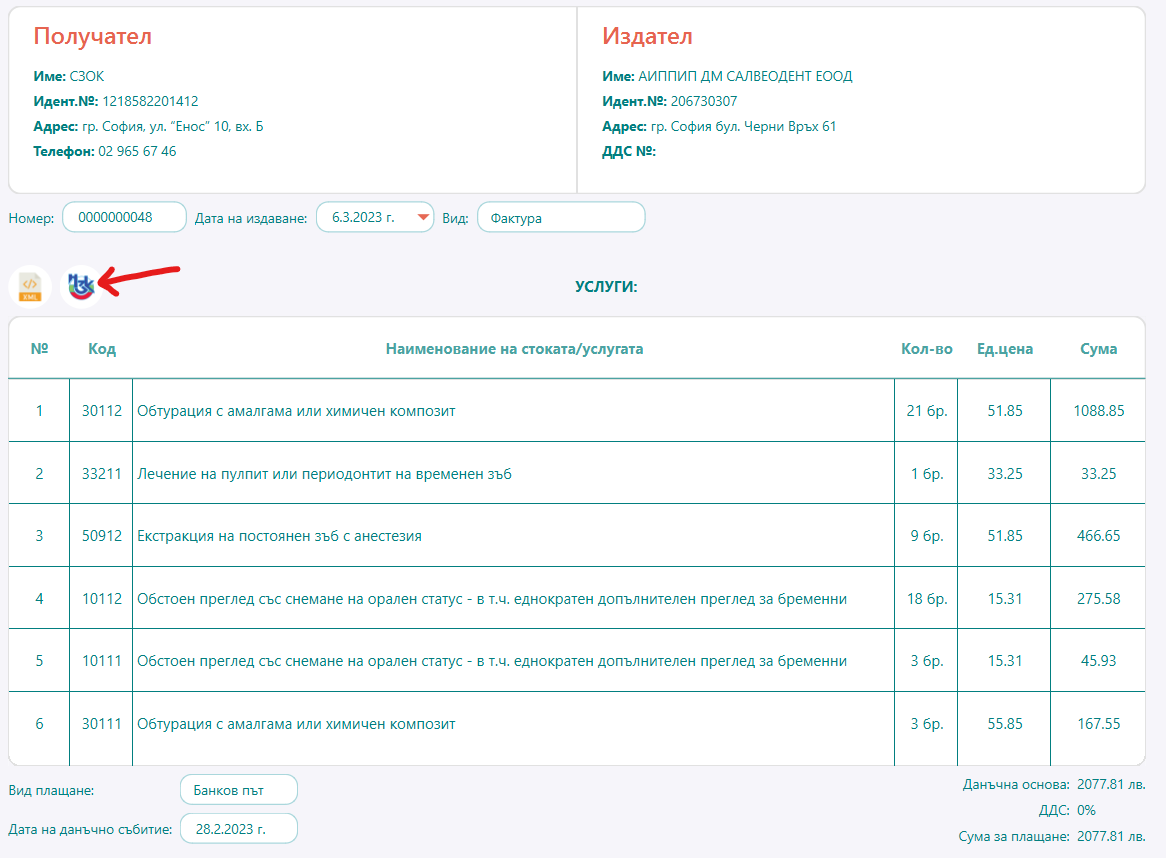 Получател
Име: СЗОК
Идент.№: 1218582201412
Адрес: гр. София, ул. “Енос” 10, вх. Б
Телефон: 02 965 67 46
Издател
Име: АИППИП ДМ САЛВЕОДЕНТ ЕООД
Идент.№: 206730307
Адрес: гр. София бул. Черни Връх 61
ДДС №:
Номер: 0000000048 Дата на издаване: 6.3.2023 г. Вид: Фактура
XML
НЗОК
УСЛУГИ:
№ Код Наименование на стоката/услугата Кол-во Ед.цена Сума
1 30112 Обтурация с амалгама или химичен композит 21 бр. 51.85 1088.85
2 33211 Лечение на пулпит или периодонтит на временен зъб 1 бр. 33.25 33.25
3 50912 Екстракция на постоянен зъб с анестезия 9 бр. 51.85 466.65
4 10112 Обстоен преглед със снемане на орален статус - в т.ч. еднократен допълнителен преглед за бременни 18 бр. 15.31 275.58
5 10111 Обстоен преглед със снемане на орален статус - в т.ч. еднократен допълнителен преглед за бременни 3 бр. 15.31 45.93
6 30111 Обтурация с амалгама или химичен композит 3 бр. 55.85 167.55
Вид плащане: Банков път
Дата на данъчно събитие: 28.2.2023 г.
Данъчна основа: 2077.81 лв.
ДДС: 0%
Сума за плащане: 2077.81 лв.